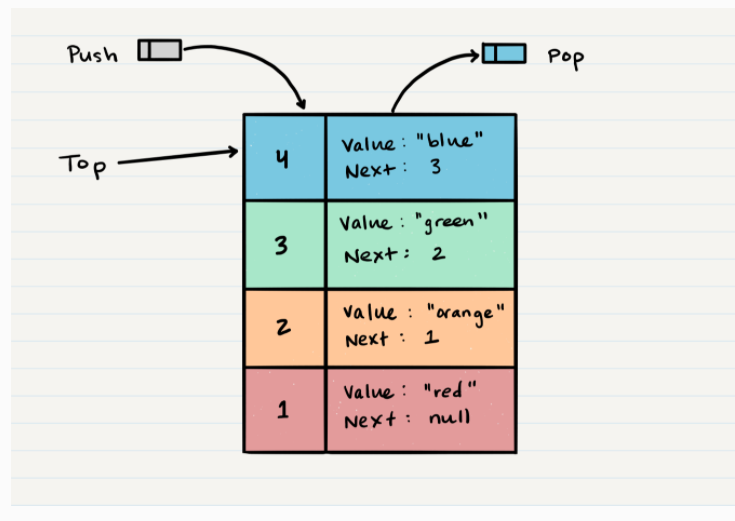 Push
Pop
Top
4
Value: "blue"
Next: 3
3
Value: "green"
Next: 2
2
Value: "orange"
Next: 1
1
Value: "red"
Next: null